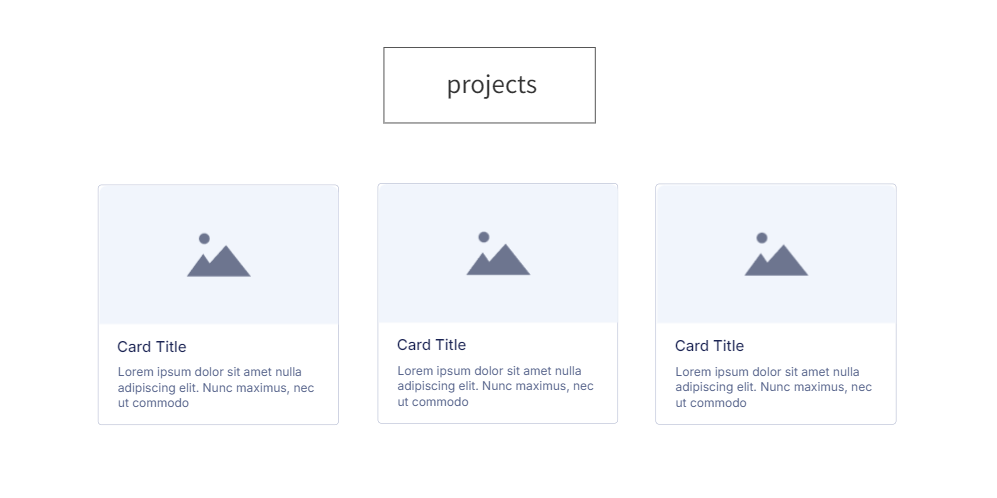 projects
Card Title
Lorem ipsum dolor sit amet nulla
adipiscing elit. Nunc maximus, nec
ut commodo
Card Title
Lorem ipsum dolor sit amet nulla
adipiscing elit. Nunc maximus, nec
ut commodo
Card Title
Lorem ipsum dolor sit amet nulla
adipiscing elit. Nunc maximus, nec
ut commodo